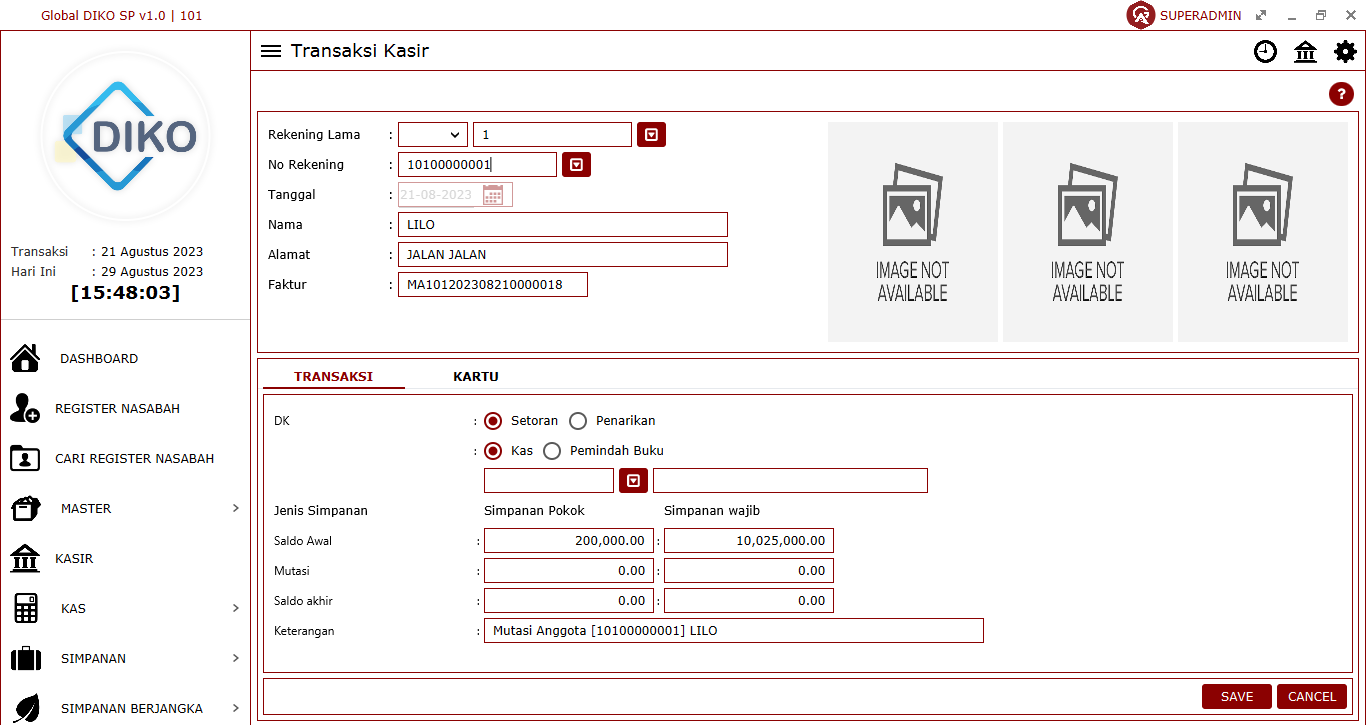 Global DIKO SP v1.0 | 101
SUPERADMIN
DIKO
Transaksi : 21 Agustus 2023
Hari Ini : 29 Agustus 2023
[15:48:03]
DASHBOARD
REGISTER NASABAH
CARI REGISTER NASABAH
MASTER
KASIR
KAS
SIMPANAN
SIMPANAN BERJANGKA
Transaksi Kasir
?
Rekening Lama : 1
No Rekening : 10100000001
Tanggal : 21-08-2023
Nama : LILO
Alamat : JALAN JALAN
Faktur : MA101202308210000018
IMAGE NOT
AVAILABLE
IMAGE NOT
AVAILABLE
IMAGE NOT
AVAILABLE
TRANSAKSI KARTU
DK : Setoran Penarikan
: Kas Pemindah Buku
Jenis Simpanan Simpanan Pokok Simpanan wajib
Saldo Awal : 200,000.00 : 10,025,000.00
Mutasi : 0.00 : 0.00
Saldo akhir : 0.00 : 0.00
Keterangan : Mutasi Anggota [10100000001] LILO
SAVE CANCEL